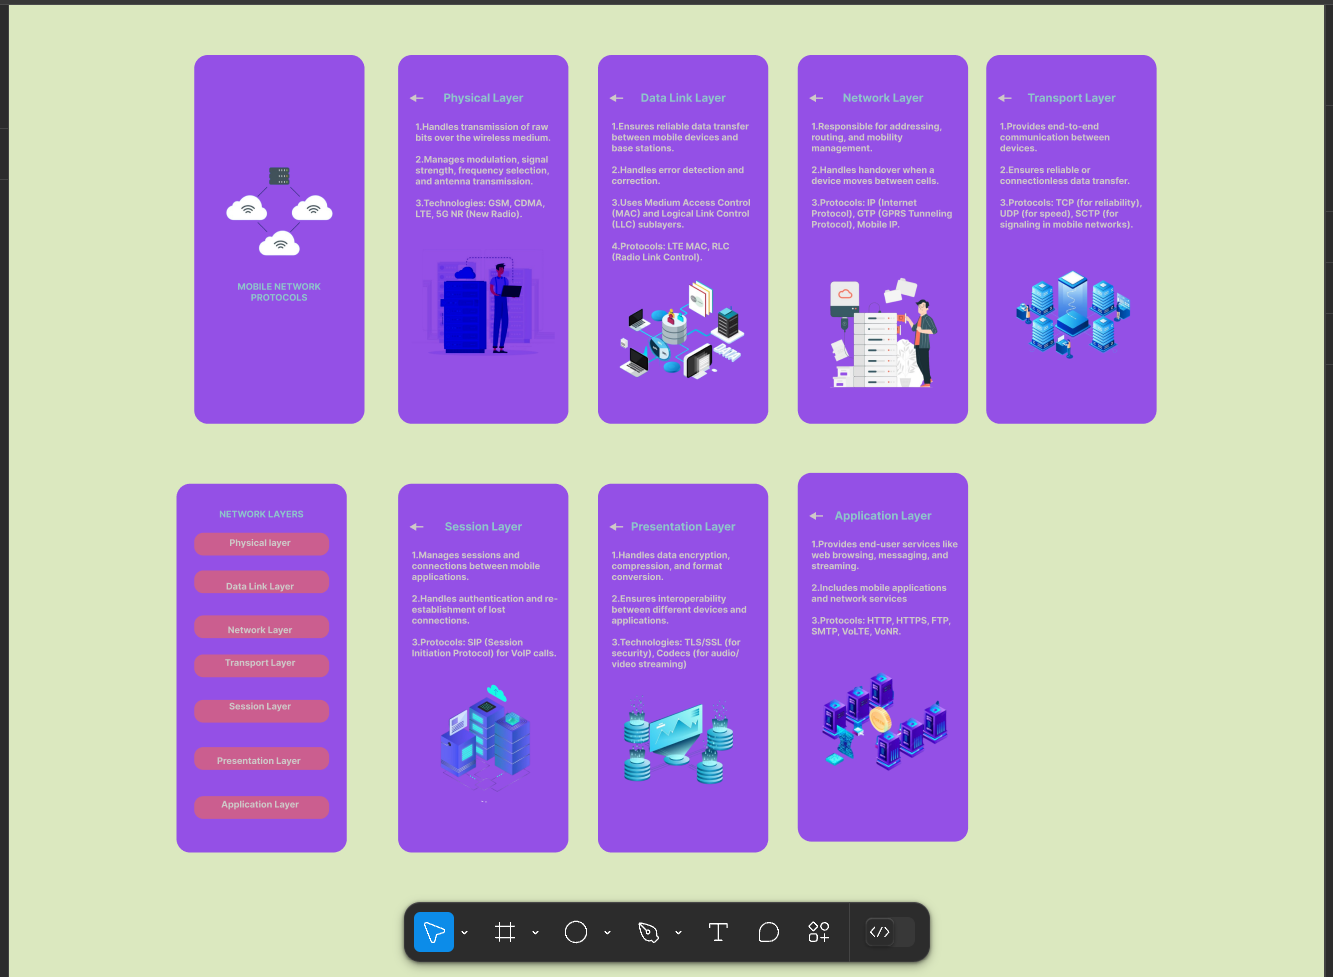 MOBILE NETWORK
PROTOCOLS
Physical Layer
1.Handles transmission of raw
bits over the wireless medium.
2.Manages modulation, signal
strength, frequency selection,
and antenna transmission.
3.Technologies: GSM, CDMA,
LTE, 5G NR (New Radio).
Data Link Layer
1.Ensures reliable data transfer
between mobile devices and
base stations.
2.Handles error detection and
correction.
3.Uses Medium Access Control
(MAC) and Logical Link Control
(LLC) sublayers.
4.Protocols: LTE MAC, RLC
(Radio Link Control).
Network Layer
1.Responsible for addressing,
routing, and mobility
management.
2.Handles handover when a
device moves between cells.
3.Protocols: IP (Internet
Protocol), GTP (GPRS Tunneling
Protocol), Mobile IP.
Transport Layer
1.Provides end-to-end
communication between
devices.
2.Ensures reliable or
connectionless data transfer.
3.Protocols: TCP (for reliability),
UDP (for speed), SCTP (for
signaling in mobile networks).
NETWORK LAYERS
Physical layer
Data Link Layer
Network Layer
Transport Layer
Session Layer
Presentation Layer
Application Layer
Session Layer
1.Manages sessions and
connections between mobile
applications.
2.Handles authentication and re-
establishment of lost
connections.
3.Protocols: SIP (Session
Initiation Protocol) for VoIP calls.
Presentation Layer
1.Handles data encryption,
compression, and format
conversion.
2.Ensures interoperability
between different devices and
applications.
3.Technologies: TLS/SSL (for
security), Codecs (for audio/
video streaming)
Application Layer
1.Provides end-user services like
web browsing, messaging, and
streaming.
2.Includes mobile applications
and network services
3.Protocols: HTTP, HTTPS, FTP,
SMTP, VoLTE, VoNR.